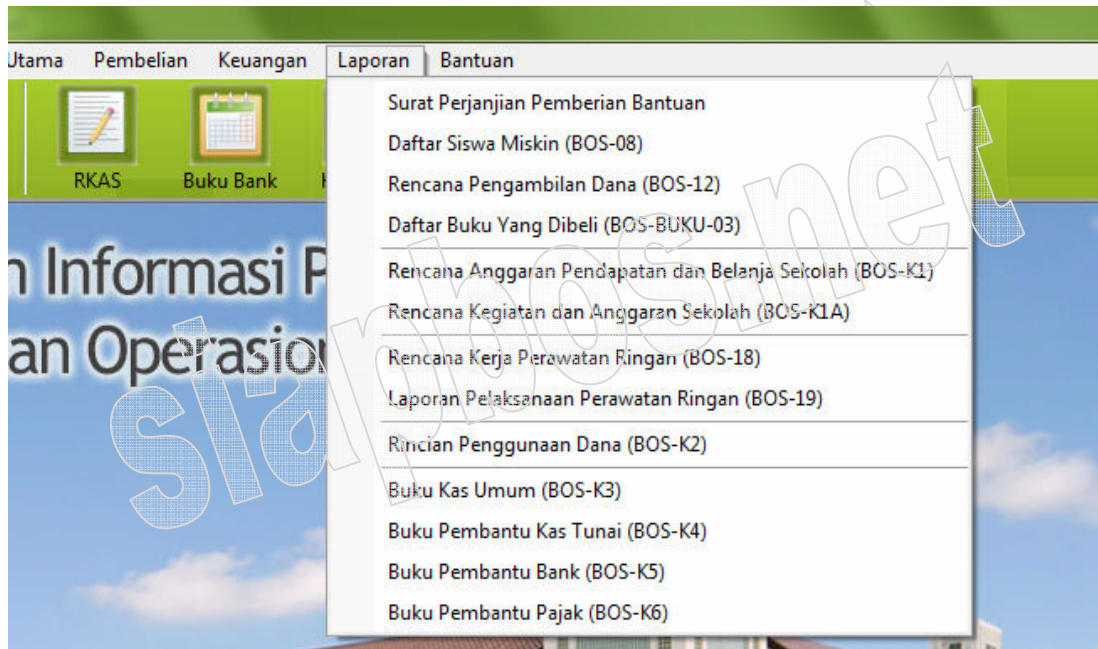 Utama Pembelian Keuangan Laporan Bantuan
RKAS Buku Bank
Surat Perjanjian Pemberian Bantuan
Daftar Siswa Miskin (BOS-08)
Rencana Pengambilan Dana (BOS-12)
Daftar Buku Yang Dibeli (BOS-BUKU-03)
Rencana Anggaran Pendapatan dan Belanja Sekolah (BOS-K1)
Rencana Kegiatan dan Anggaran Sekolah (BOS-K1A)
Rencana Kerja Perawatan Ringan (BOS-18)
Laporan Pelaksanaan Perawatan Ringan (BOS-19)
Rincian Penggunaan Dana (BOS-K2)
Buku Kas Umum (BOS-K3)
Buku Pembantu Kas Tunai (BOS-K4)
Buku Pembantu Bank (BOS-K5)
Buku Pembantu Pajak (BOS-K6)
n Informasi P
an Operasion
siapbos.net